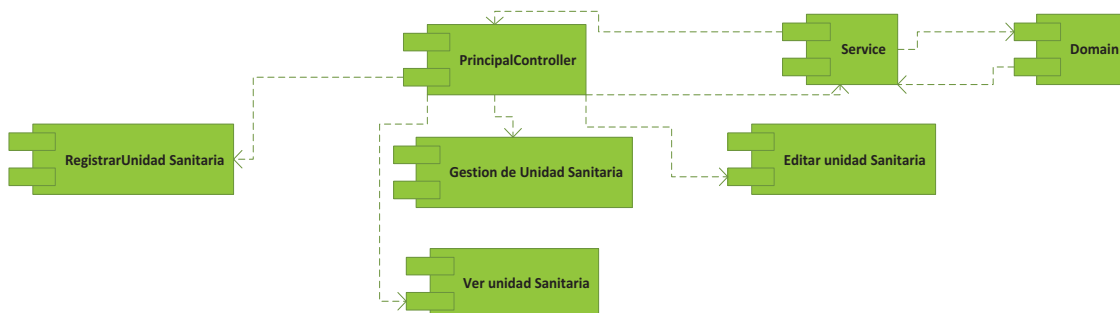 PrincipalController
Service
Domain
RegistrarUnidad Sanitaria
Gestion de Unidad Sanitaria
Editar unidad Sanitaria
Ver unidad Sanitaria